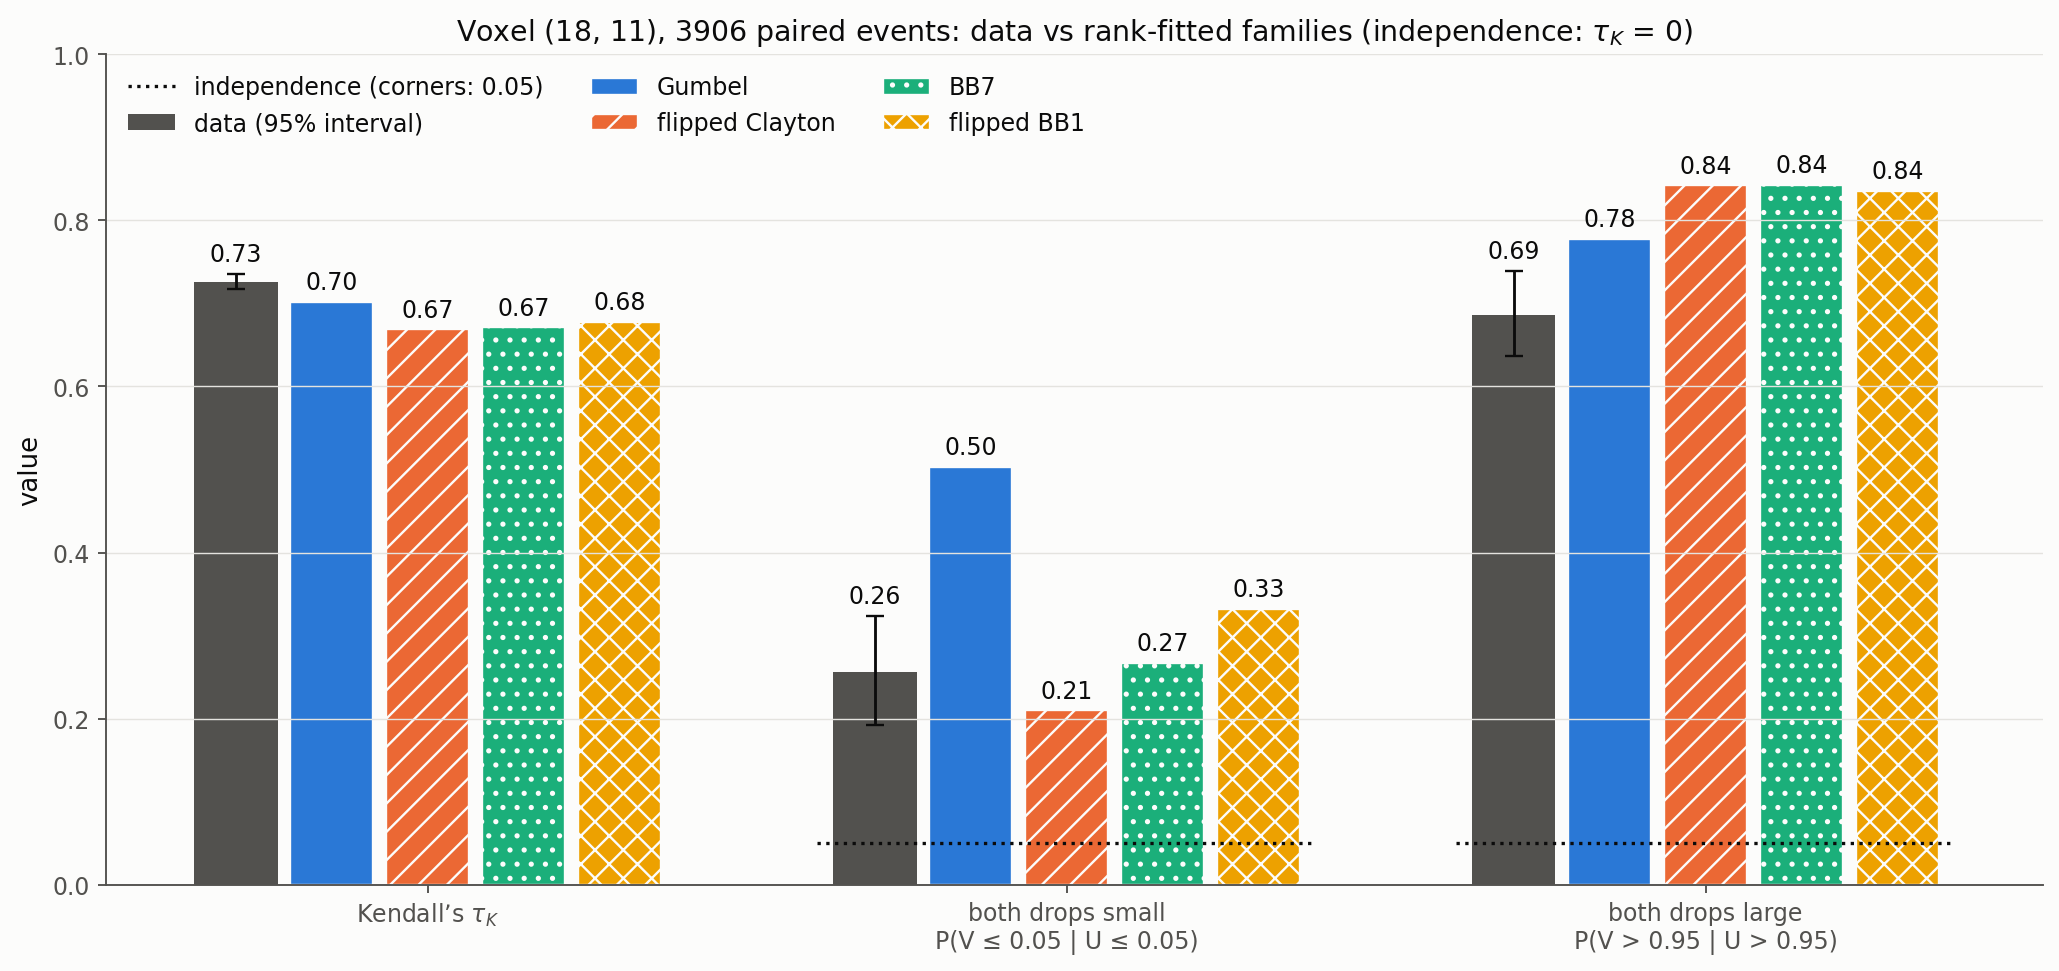 Voxel (18, 11), 3906 paired events: data vs rank-fitted families (independence: τK = 0)
independence (corners: 0.05)
data (95% interval)
Gumbel
flipped Clayton
BB7
flipped BB1
value
1.0
0.8
0.6
0.4
0.2
0.0
0.73
0.70
0.67
0.67
0.68
0.26
0.50
0.21
0.27
0.33
0.69
0.78
0.84
0.84
0.84
Kendall’s τK
both drops small
P(V ≤ 0.05 | U ≤ 0.05)
both drops large
P(V > 0.95 | U > 0.95)